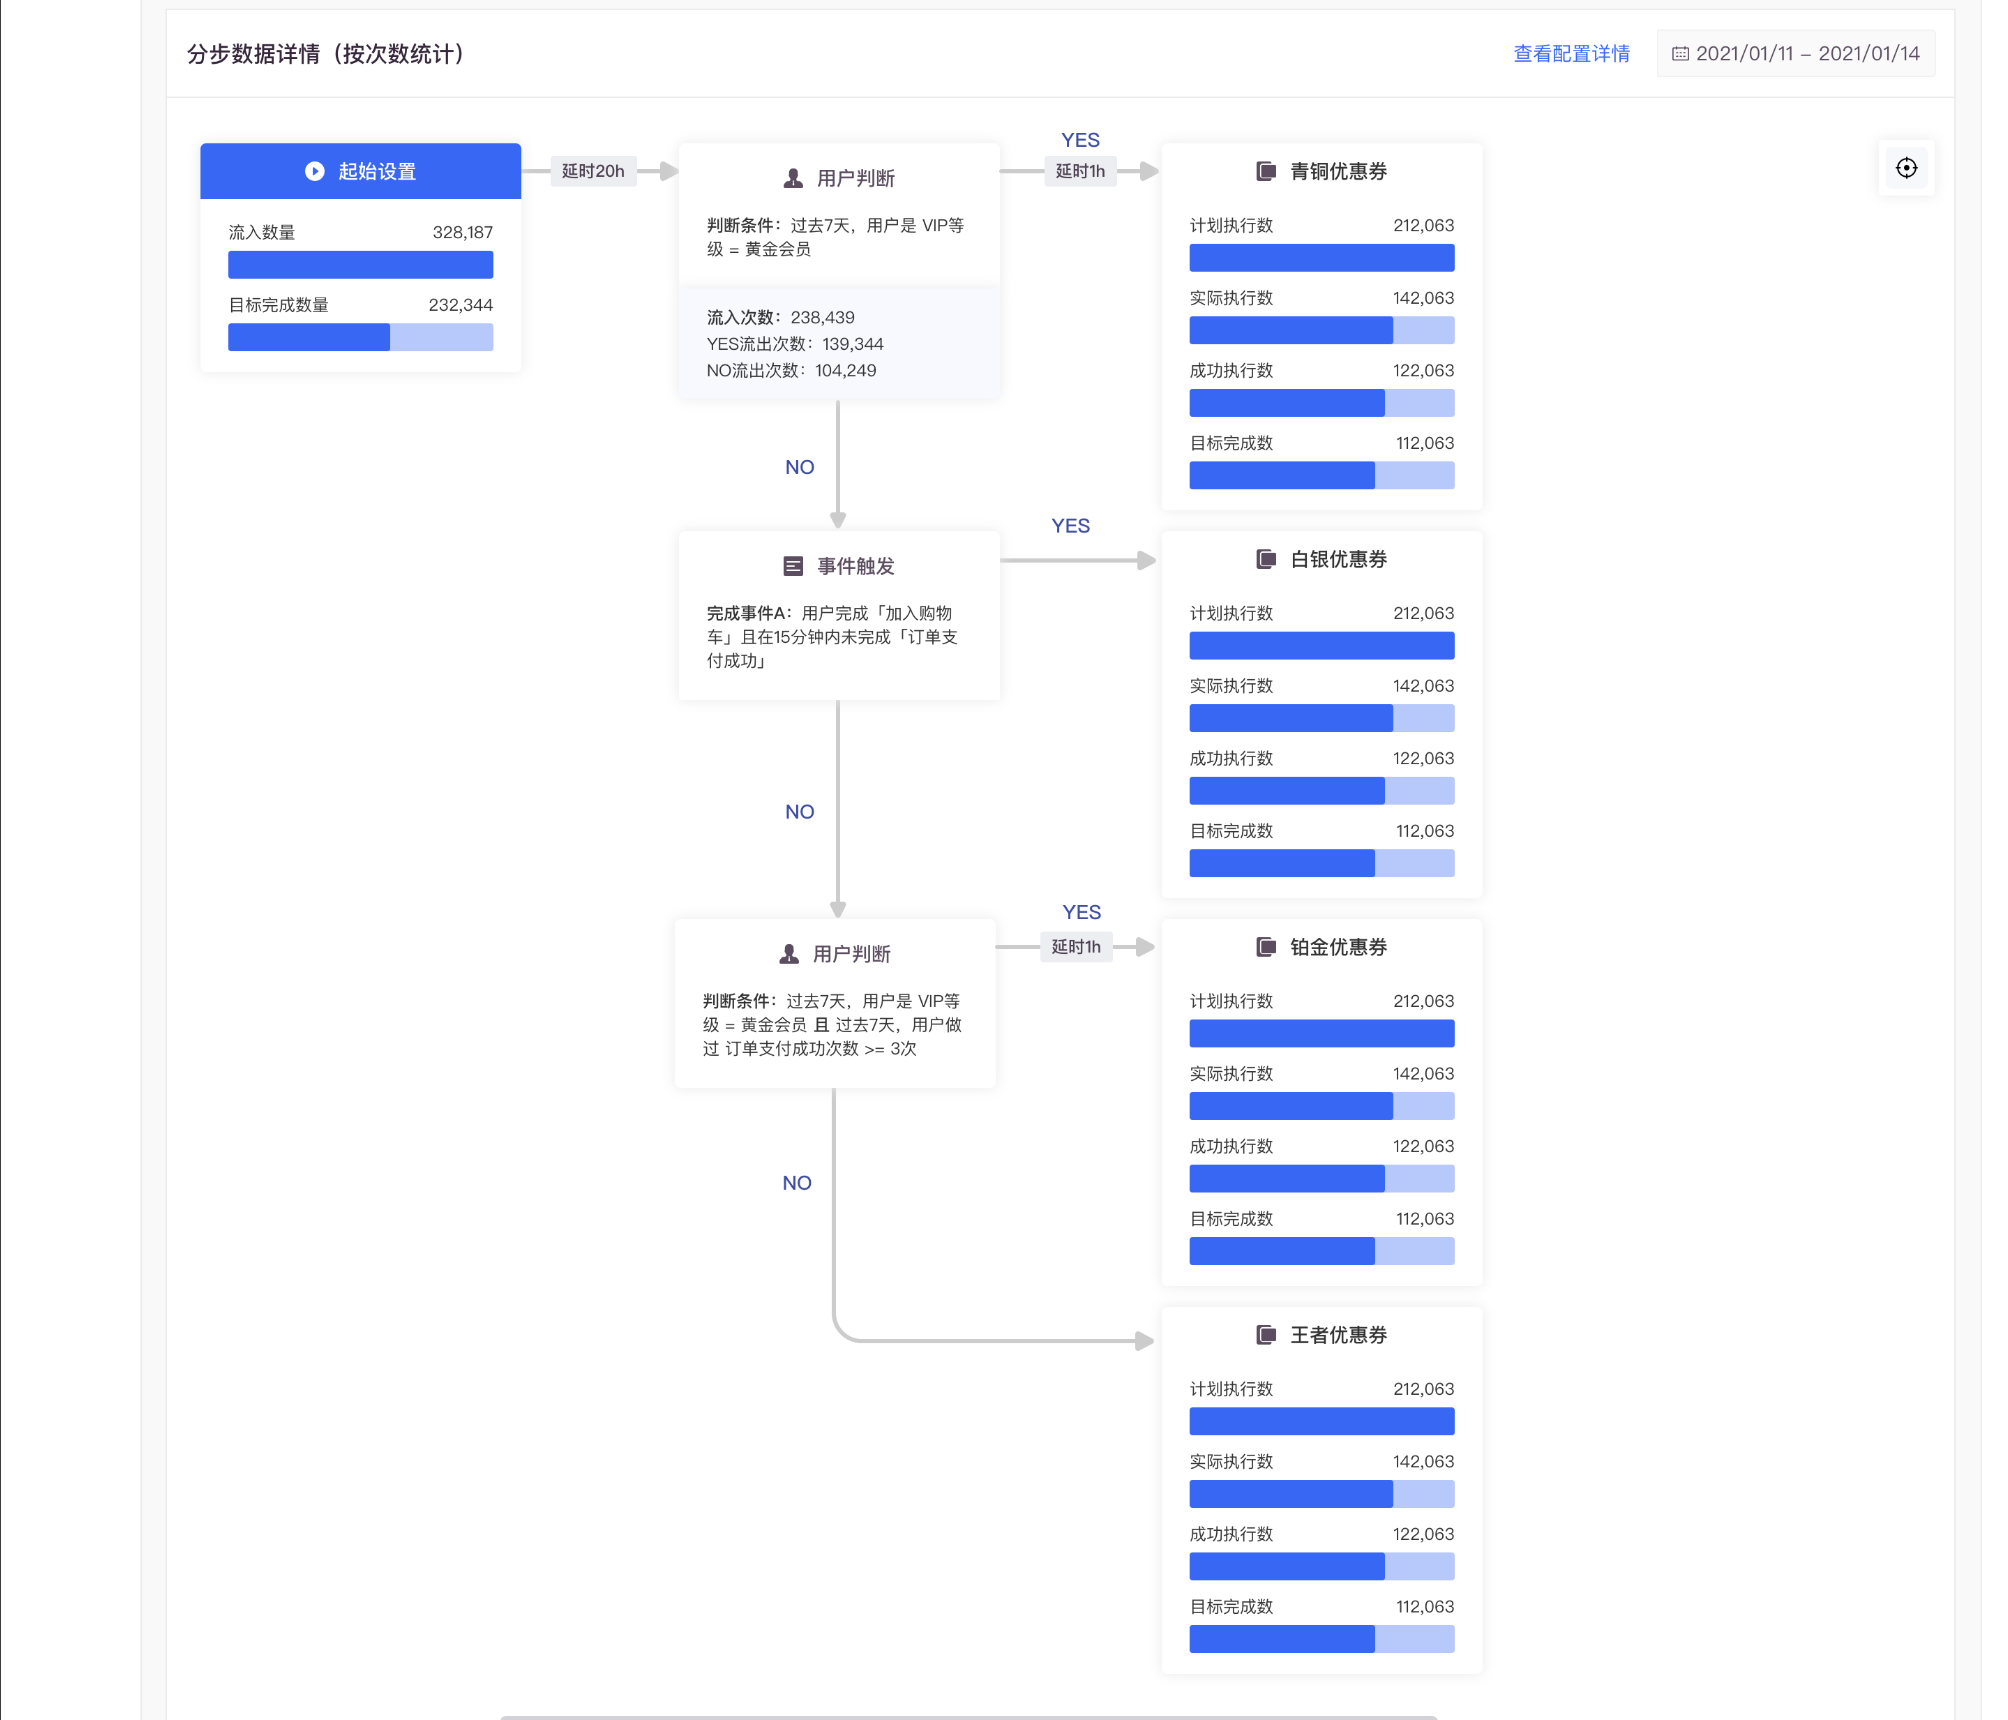 分步数据详情（按次数统计）
查看配置详情
2021/01/11 – 2021/01/14
起始设置
流入数量 328,187
目标完成数量 232,344
延时20h
用户判断
判断条件：过去7天，用户是 VIP等
级 = 黄金会员
流入次数：238,439
YES流出次数：139,344
NO流出次数：104,249
YES
延时1h
青铜优惠券
计划执行数 212,063
实际执行数 142,063
成功执行数 122,063
目标完成数 112,063
NO
事件触发
完成事件A：用户完成「加入购物
车」且在15分钟内未完成「订单支
付成功」
YES
白银优惠券
计划执行数 212,063
实际执行数 142,063
成功执行数 122,063
目标完成数 112,063
NO
用户判断
判断条件：过去7天，用户是 VIP等
级 = 黄金会员 且 过去7天，用户做
过 订单支付成功次数 >= 3次
YES
延时1h
铂金优惠券
计划执行数 212,063
实际执行数 142,063
成功执行数 122,063
目标完成数 112,063
NO
王者优惠券
计划执行数 212,063
实际执行数 142,063
成功执行数 122,063
目标完成数 112,063